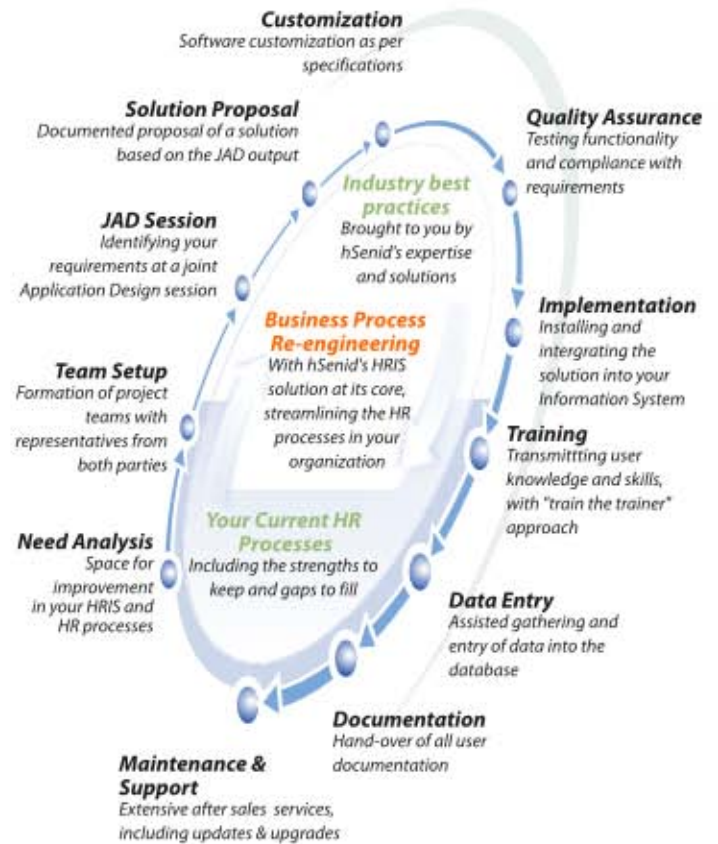 Customization
Software customization as per
specifications
Solution Proposal
Documented proposal of a solution
based on the JAD output
Quality Assurance
Testing functionality
and compliance with
requirements
Industry best
practices
Brought to you by
hSenid's expertise
and solutions
JAD Session
Identifying your
requirements at a joint
Application Design session
Implementation
Installing and
intergrating the
solution into your
Information System
Business Process
Re-engineering
With hSenid's HRIS
solution at its core,
streamlining the HR
processes in your
organization
Team Setup
Formation of project
teams with
representatives from
both parties
Training
Transmittting user
knowledge and skills,
with "train the trainer"
approach
Your Current HR
Processes
Including the strengths to
keep and gaps to fill
Need Analysis
Space for
improvement
in your HRIS and
HR processes
Data Entry
Assisted gathering and
entry of data into the
database
Documentation
Hand-over of all user
documentation
Maintenance &
Support
Extensive after sales services,
including updates & upgrades